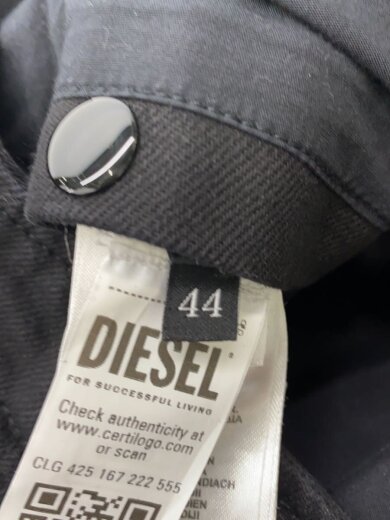 44
DIESEL
FOR SUCCESSFUL LIVING
Check authenticity at
www.certilogo.com
or scan
CLG 425 167 222 555